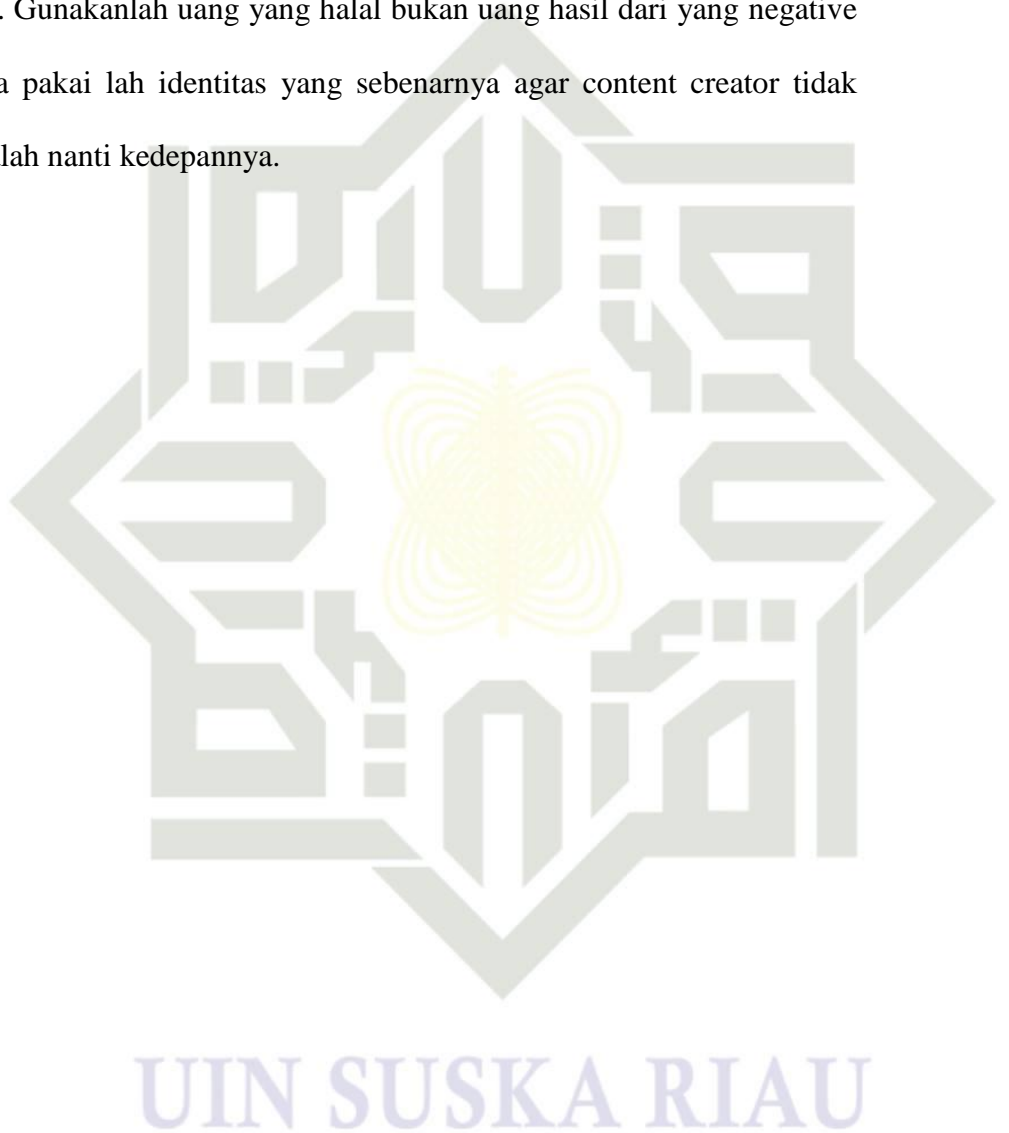 . Gunakanlah uang yang halal bukan uang hasil dari yang negative
a pakai lah identitas yang sebenarnya agar content creator tidak
lah nanti kedepannya.
UIN SUSKA RIAU